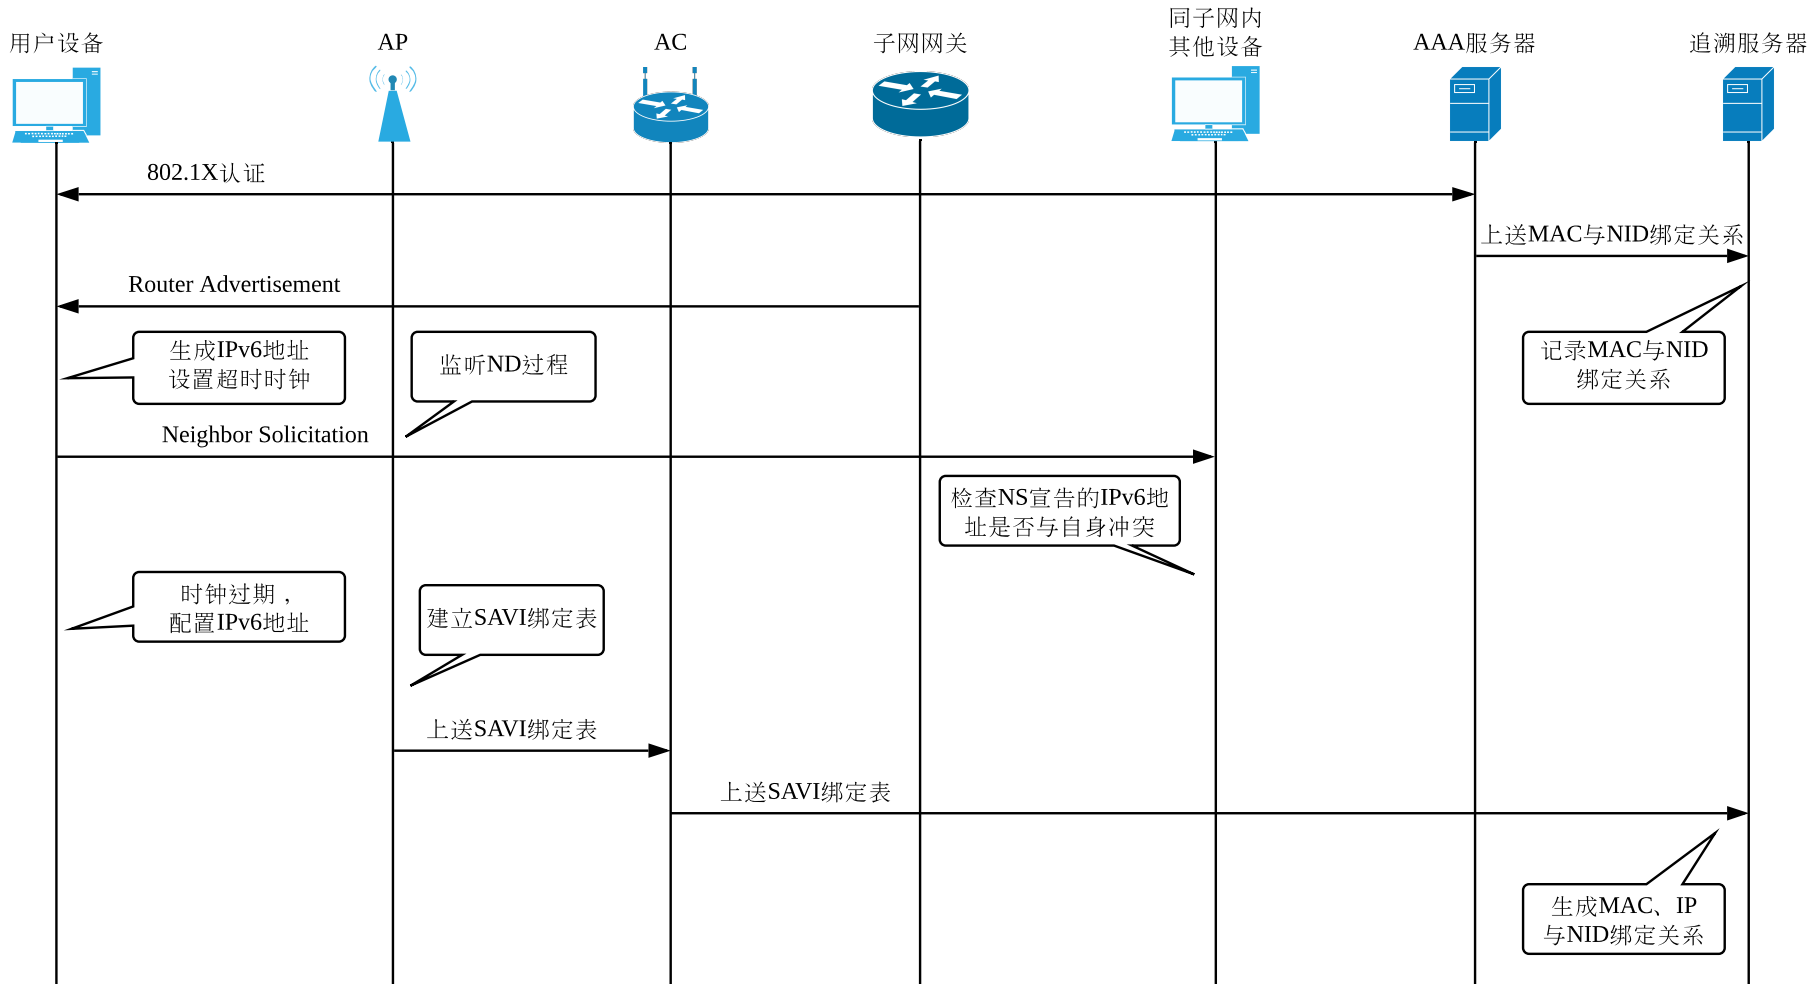 用户设备
AP
AC
子网网关
同子网内
其他设备
AAA服务器
追溯服务器
802.1X认证
上送MAC与NID绑定关系
Router Advertisement
生成IPv6地址
设置超时时钟
监听ND过程
记录MAC与NID
绑定关系
Neighbor Solicitation
检查NS宣告的IPv6地
址是否与自身冲突
时钟过期，
配置IPv6地址
建立SAVI绑定表
上送SAVI绑定表
上送SAVI绑定表
生成MAC、IP
与NID绑定关系